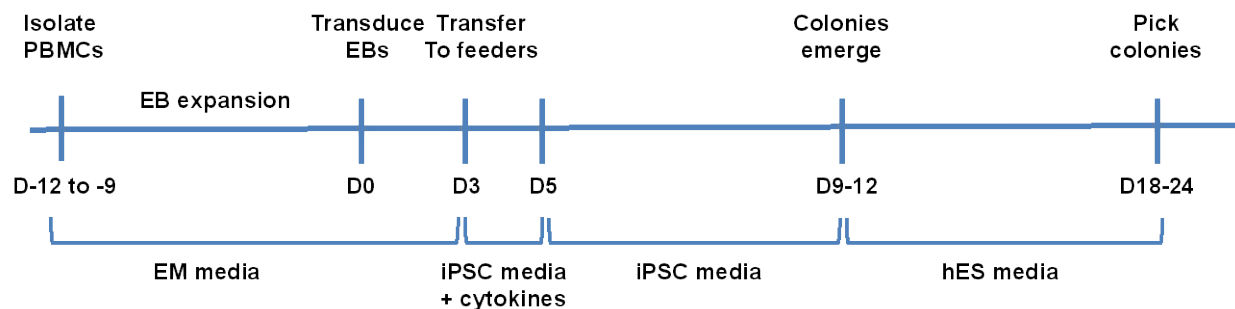 Isolate
PBMCs
Transduce
EBs
Transfer
To feeders
Colonies
emerge
Pick
colonies
EB expansion
D-12 to -9
D0
D3
D5
D9-12
D18-24
EM media
iPSC media
+ cytokines
iPSC media
hES media